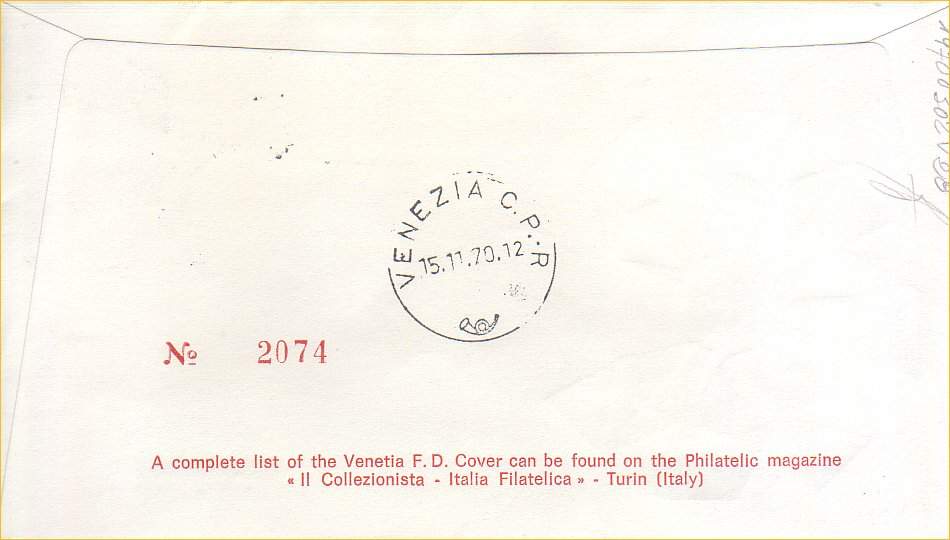 VENEZIA C.P.R
15.11.70.12
№ 2074
A complete list of the Venetia F. D. Cover can be found on the Philatelic magazine
« Il Collezionista - Italia Filatelica » - Turin (Italy)